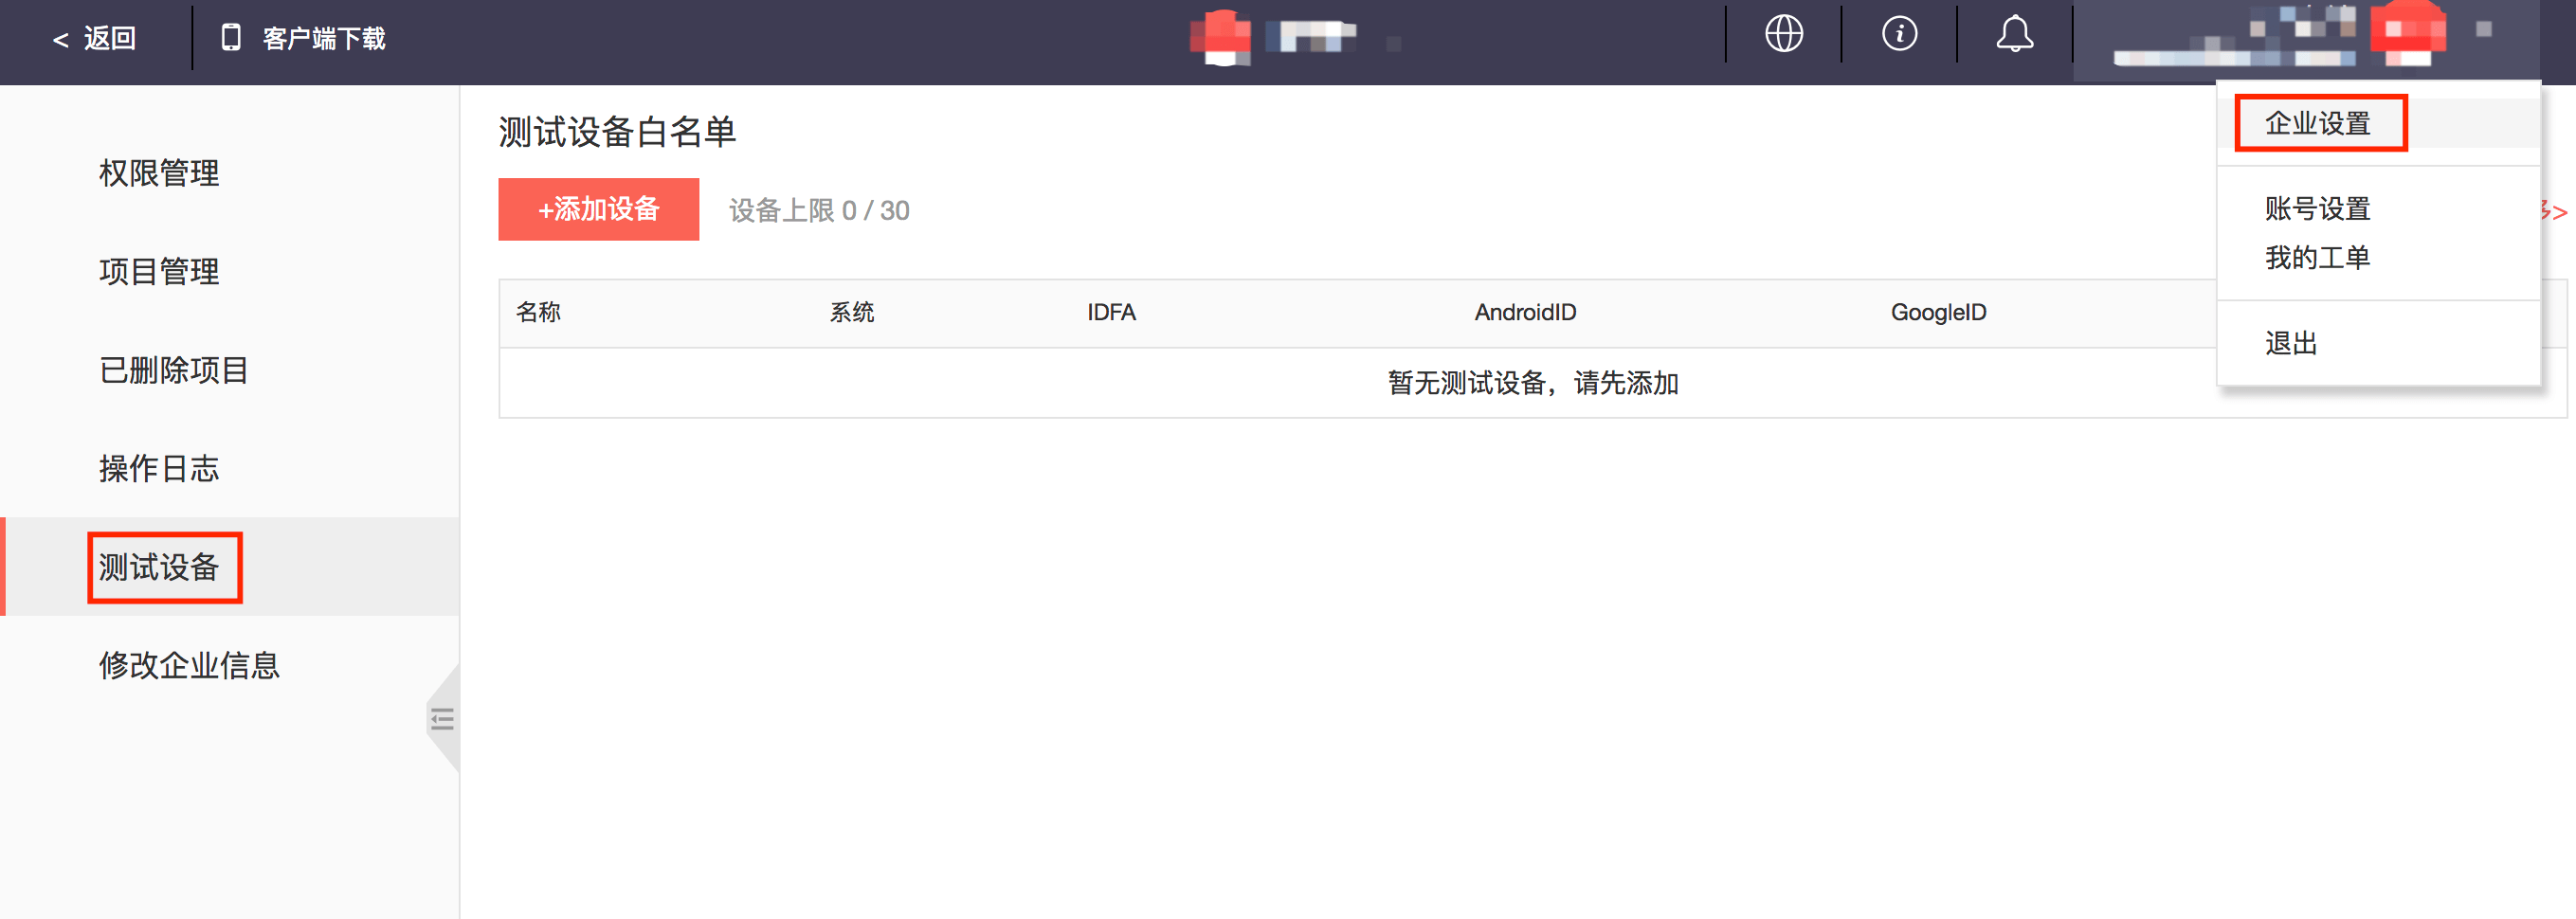 < 返回
客户端下载
企业设置
账号设置
我的工单
退出
权限管理
项目管理
已删除项目
操作日志
测试设备
修改企业信息
测试设备白名单
+添加设备
设备上限 0 / 30
>
名称 系统 IDFA AndroidID GoogleID
暂无测试设备，请先添加